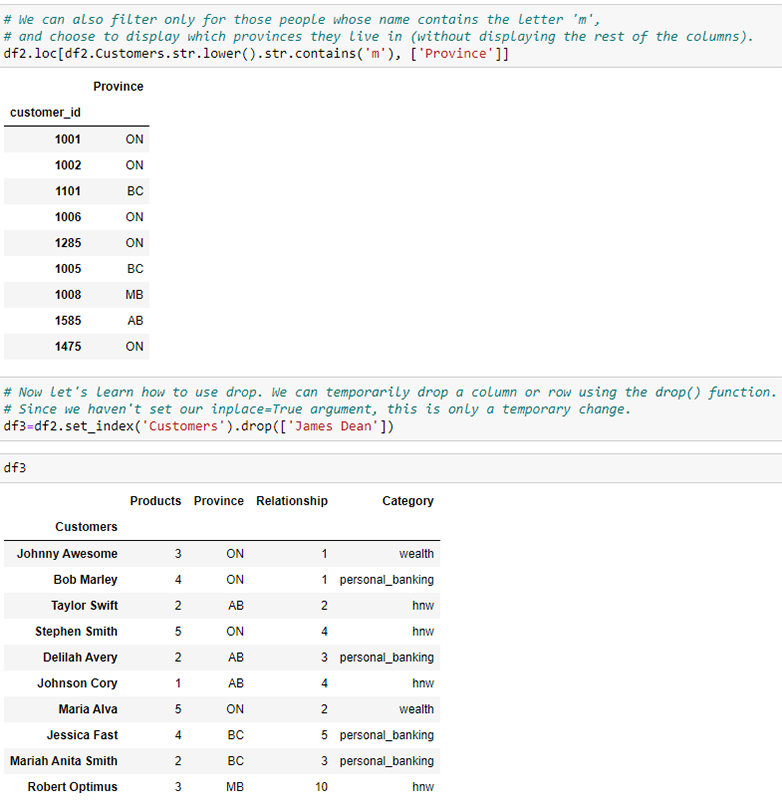 # We can also filter only for those people whose name contains the letter 'm',
# and choose to display which provinces they live in (without displaying the rest of the columns).
df2.loc[df2.Customers.str.lower().str.contains('m'), ['Province']]
Province
customer_id
1001 ON
1002 ON
1101 BC
1006 ON
1285 ON
1005 BC
1008 MB
1585 AB
1475 ON
# Now let's learn how to use drop. We can temporarily drop a column or row using the drop() function.
# Since we haven't set our inplace=True argument, this is only a temporary change.
df3=df2.set_index('Customers').drop(['James Dean'])
df3
Products Province Relationship Category
Customers
Johnny Awesome 3 ON 1 wealth
Bob Marley 4 ON 1 personal_banking
Taylor Swift 2 AB 2 hnw
Stephen Smith 5 ON 4 hnw
Delilah Avery 2 AB 3 personal_banking
Johnson Cory 1 AB 4 hnw
Maria Alva 5 ON 2 wealth
Jessica Fast 4 BC 5 personal_banking
Mariah Anita Smith 2 BC 3 personal_banking
Robert Optimus 3 MB 10 hnw